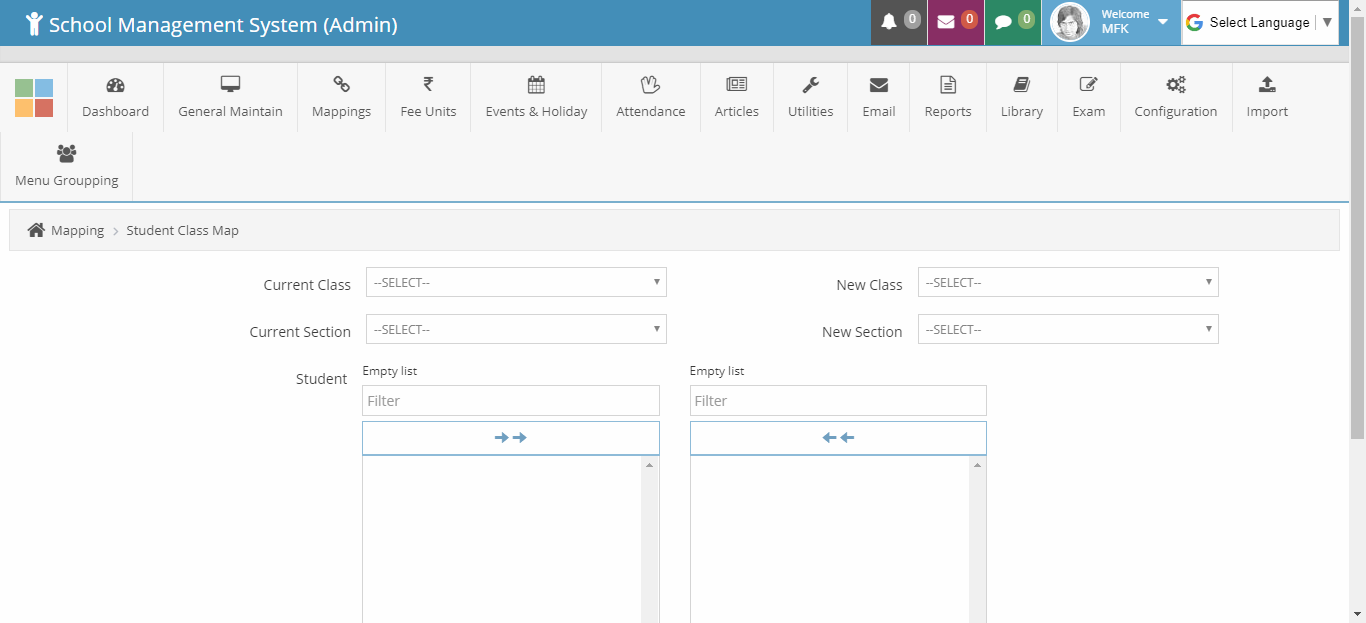 School Management System (Admin)
0
0
0
Welcome
MFK
Select Language
Dashboard
General Maintain
Mappings
Fee Units
Events & Holiday
Attendance
Articles
Utilities
Email
Reports
Library
Exam
Configuration
Import
Menu Groupping
Mapping
Student Class Map
Current Class
--SELECT--
New Class
--SELECT--
Current Section
--SELECT--
New Section
--SELECT--
Student
Empty list
Empty list
Filter
Filter